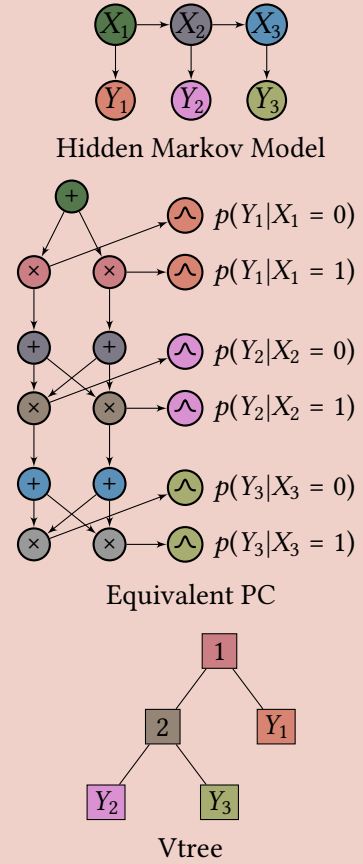 X₁ X₂ X₃
Y₁ Y₂ Y₃
Hidden Markov Model
+
p(Y₁|X₁ = 0)
× × p(Y₁|X₁ = 1)
+ + p(Y₂|X₂ = 0)
× × p(Y₂|X₂ = 1)
+ + p(Y₃|X₃ = 0)
× × p(Y₃|X₃ = 1)
Equivalent PC
1
2 Y₁
Y₂ Y₃
Vtree